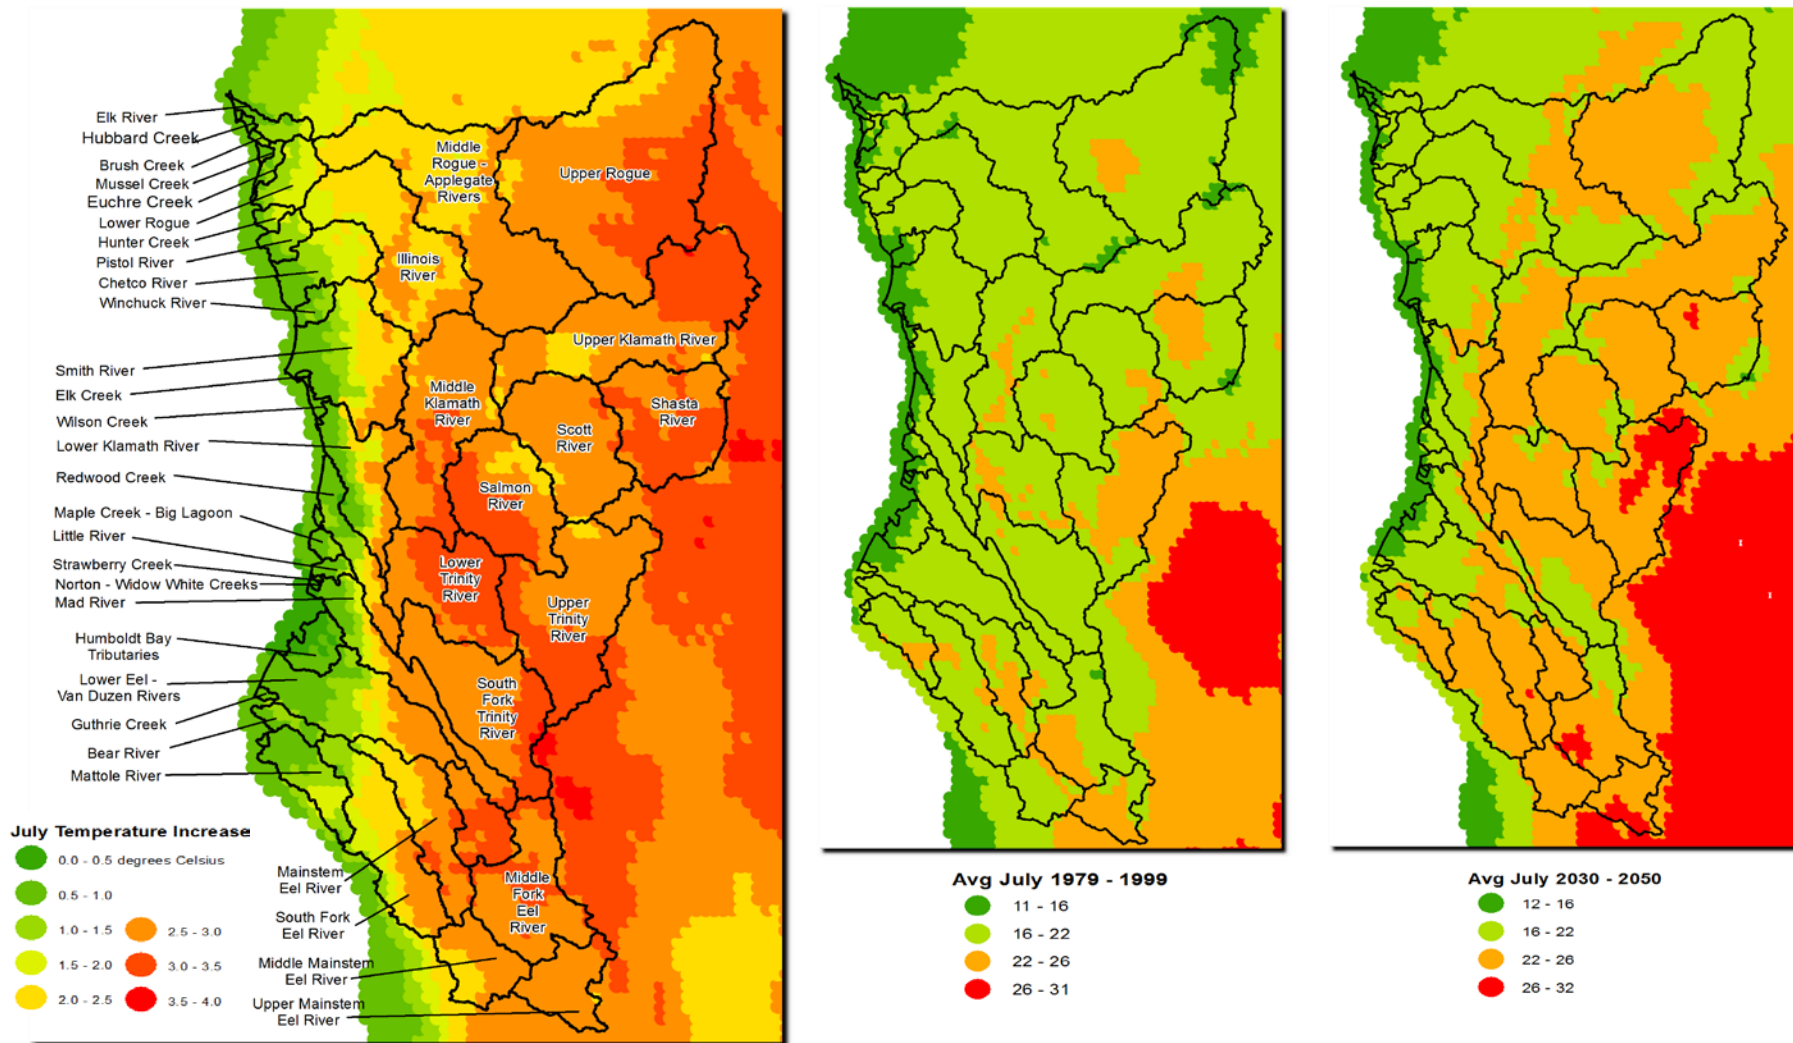 Elk River
Hubbard Creek
Brush Creek
Mussel Creek
Euchre Creek
Lower Rogue
Hunter Creek
Pistol River
Chetco River
Winchuck River
Smith River
Elk Creek
Wilson Creek
Lower Klamath River
Redwood Creek
Maple Creek - Big Lagoon
Little River
Strawberry Creek
Norton - Widow White Creeks
Mad River
Humboldt Bay
Tributaries
Lower Eel -
Van Duzen Rivers
Guthrie Creek
Bear River
Mattole River
Mainstem
Eel River
South Fork
Eel River
Middle Mainstem
Eel River
Upper Mainstem
Eel River
Middle
Rogue -
Applegate
Rivers
Upper Rogue
Illinois
River
Upper Klamath River
Middle
Klamath
River
Scott
River
Shasta
River
Salmon
River
Lower
Trinity
River
Upper
Trinity
River
South
Fork
Trinity
River
Middle
Fork
Eel
River
July Temperature Increase
0.0 - 0.5 degrees Celsius
0.5 - 1.0
1.0 - 1.5
1.5 - 2.0
2.0 - 2.5
2.5 - 3.0
3.0 - 3.5
3.5 - 4.0
Avg July 1979 - 1999
11 - 16
16 - 22
22 - 26
26 - 31
Avg July 2030 - 2050
12 - 16
16 - 22
22 - 26
26 - 32